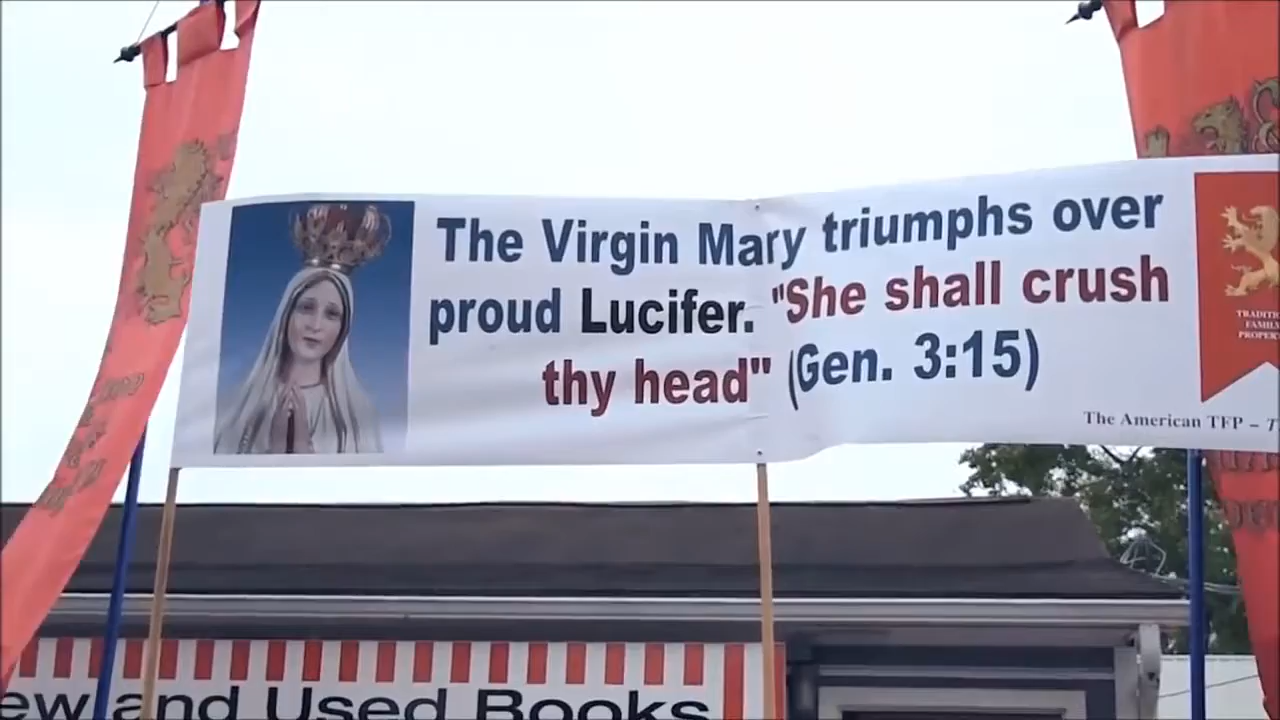 The Virgin Mary triumphs over
proud Lucifer. "She shall crush
thy head" (Gen. 3:15)
The American TFP –
and Used Books